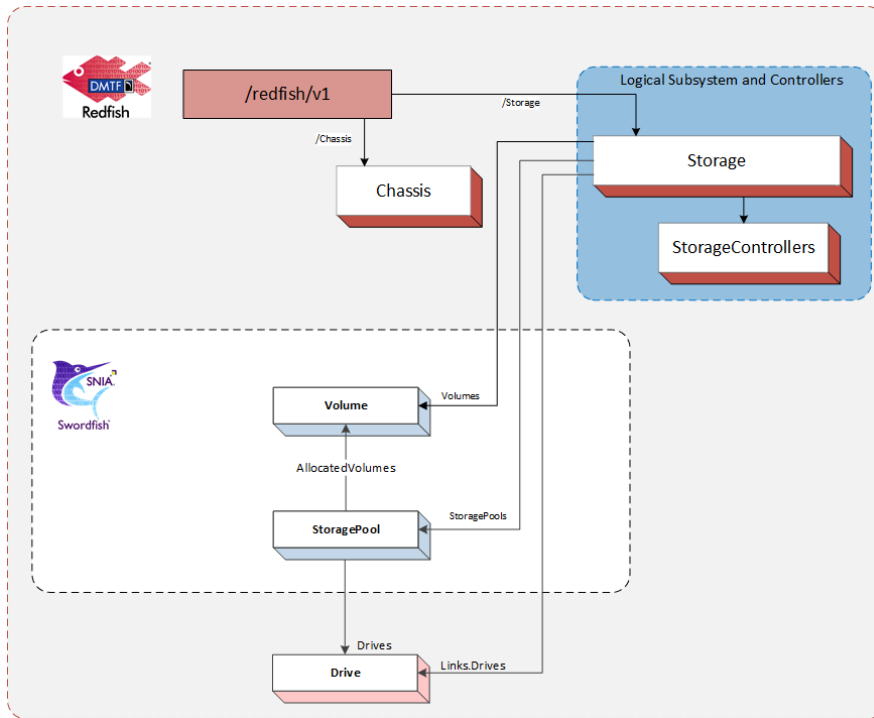 DMTF
Redfish
/redfish/v1
/Storage
/Chassis
Chassis
Logical Subsystem and Controllers
Storage
StorageControllers
SNIA
Swordfish
Volume
Volumes
AllocatedVolumes
StoragePool
StoragePools
Drives
Drive
Links.Drives